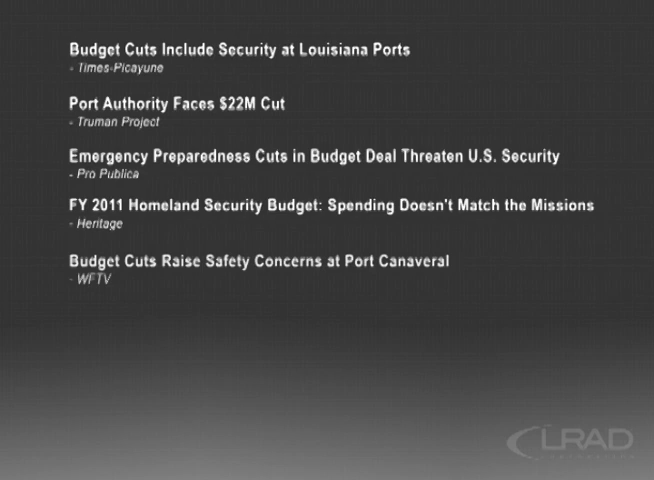 Budget Cuts Include Security at Louisiana Ports
- Times-Picayune
Port Authority Faces $22M Cut
- Truman Project
Emergency Preparedness Cuts in Budget Deal Threaten U.S. Security
- Pro Publica
FY 2011 Homeland Security Budget: Spending Doesn't Match the Missions
- Heritage
Budget Cuts Raise Safety Concerns at Port Canaveral
- WFTV
LRAD